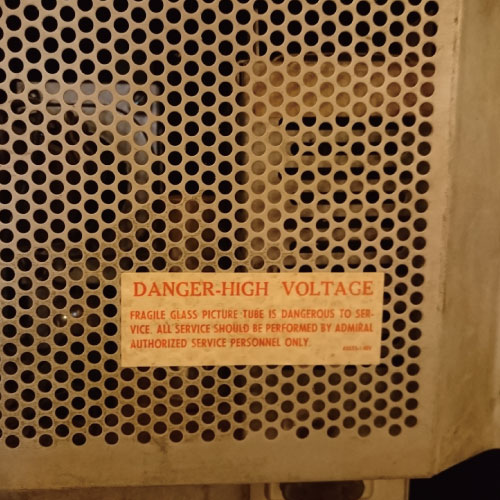 DANGER-HIGH VOLTAGE
FRAGILE GLASS PICTURE TUBE IS DANGEROUS TO SER-
VICE. ALL SERVICE SHOULD BE PERFORMED BY ADMIRAL
AUTHORIZED SERVICE PERSONNEL ONLY.